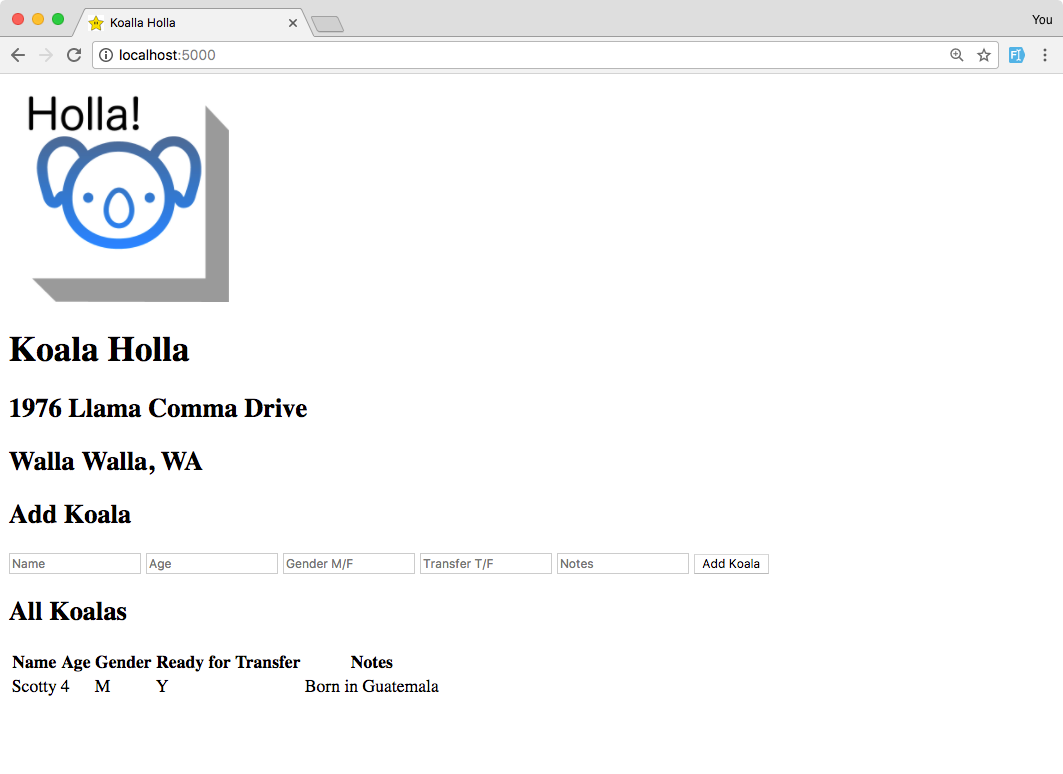 Koalla Holla
You
localhost:5000
Holla!
Koala Holla
1976 Llama Comma Drive
Walla Walla, WA
Add Koala
Name Age Gender M/F Transfer T/F Notes Add Koala
All Koalas
Name Age Gender Ready for Transfer Notes
Scotty 4 M Y Born in Guatemala